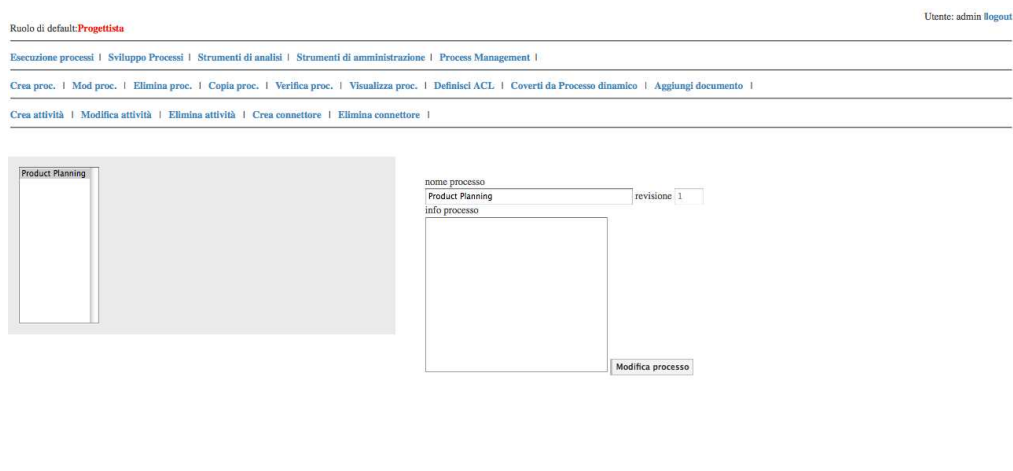 Utente: admin llogout
Ruolo di default:Progettista
Esecuzione processi | Sviluppo Processi | Strumenti di analisi | Strumenti di amministrazione | Process Management |
Crea proc. | Mod proc. | Elimina proc. | Copia proc. | Verifica proc. | Visualizza proc. | Definisci ACL | Coverti da Processo dinamico | Aggiungi documento |
Crea attività | Modifica attività | Elimina attività | Crea connettore | Elimina connettore |
Product Planning
nome processo
Product Planning revisione 1
info processo
Modifica processo